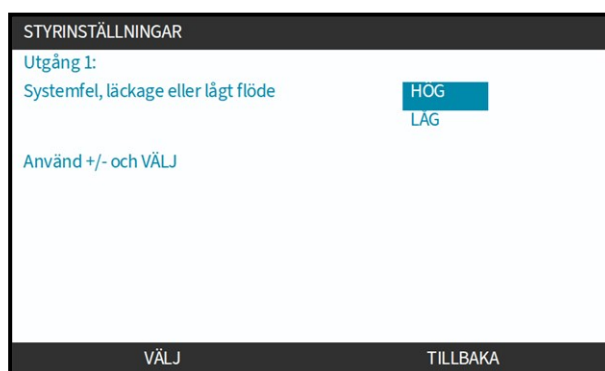 STYRINSTÄLLNINGAR
Utgång 1:
Systemfel, läckage eller lågt flöde HÖG
LÅG
Använd +/- och VÄLJ
VÄLJ TILLBAKA